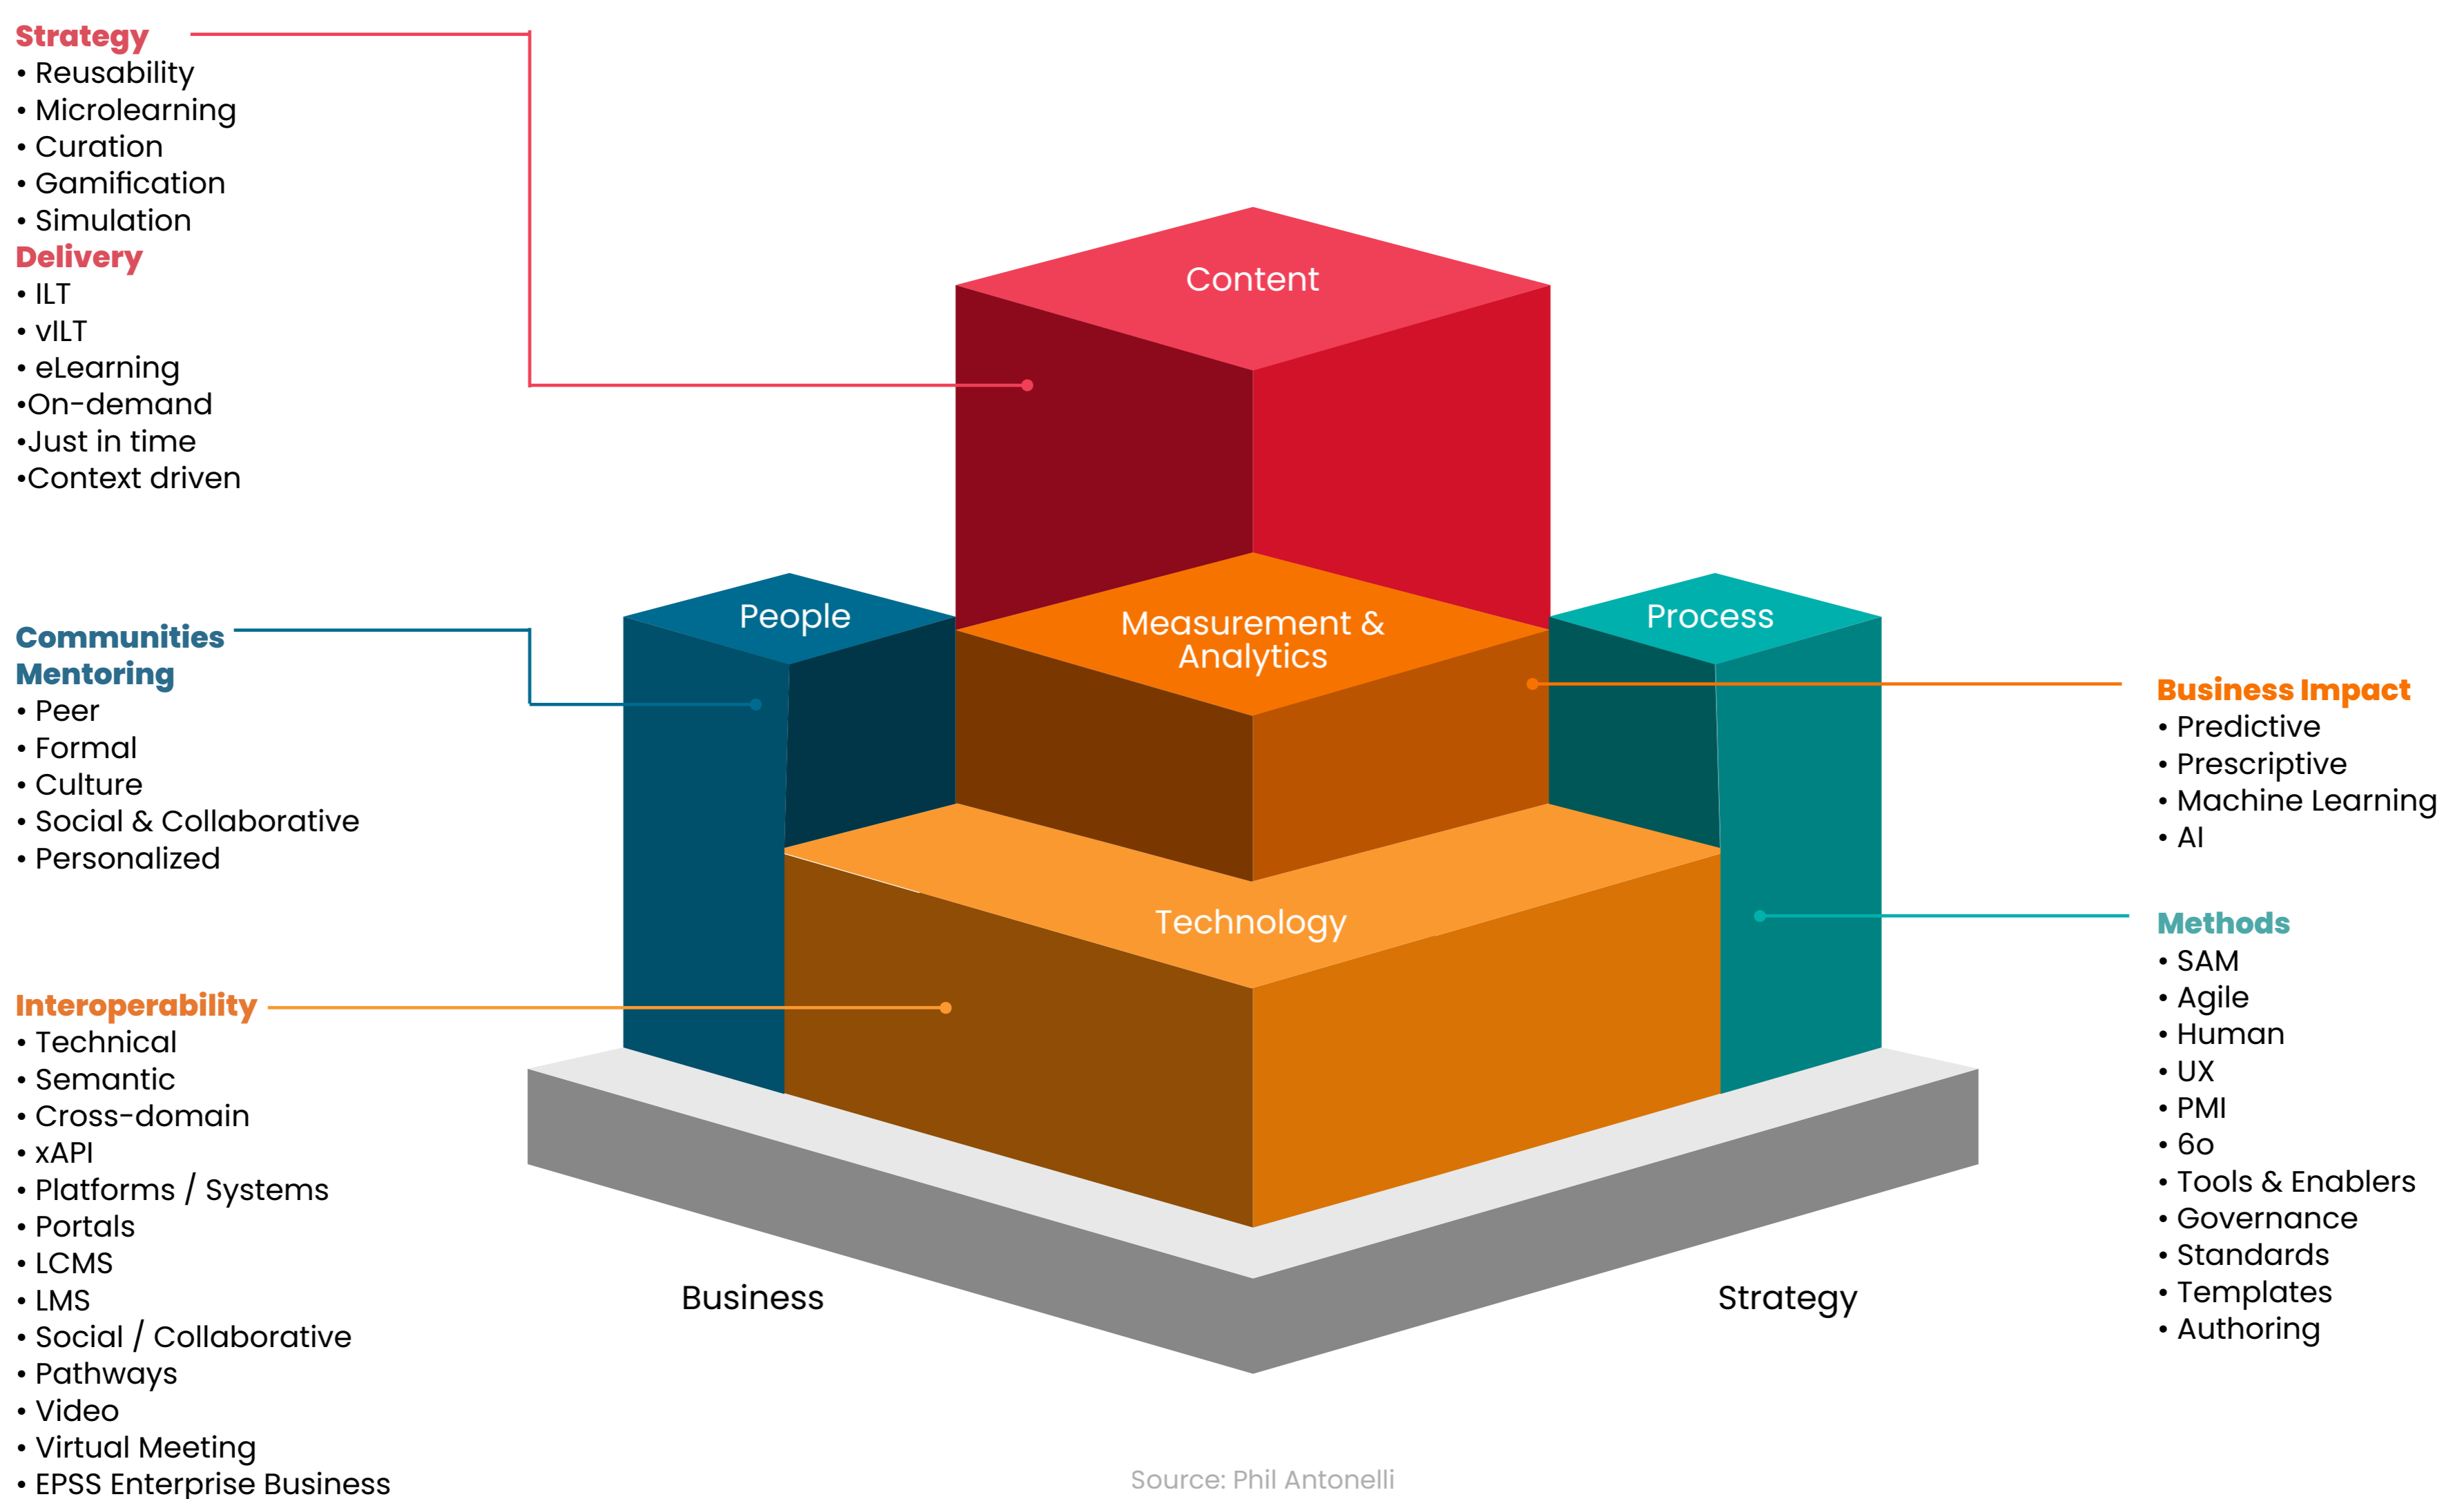 Strategy
• Reusability
• Microlearning
• Curation
• Gamification
• Simulation
Delivery
• ILT
• vILT
• eLearning
•On-demand
•Just in time
•Context driven
Communities
Mentoring
• Peer
• Formal
• Culture
• Social & Collaborative
• Personalized
Interoperability
• Technical
• Semantic
• Cross-domain
• xAPI
• Platforms / Systems
• Portals
• LCMS
• LMS
• Social / Collaborative
• Pathways
• Video
• Virtual Meeting
• EPSS Enterprise Business
Content
People
Measurement &
Analytics
Process
Technology
Business
Strategy
Business Impact
• Predictive
• Prescriptive
• Machine Learning
• AI
Methods
• SAM
• Agile
• Human
• UX
• PMI
• 6o
• Tools & Enablers
• Governance
• Standards
• Templates
• Authoring
Source: Phil Antonelli